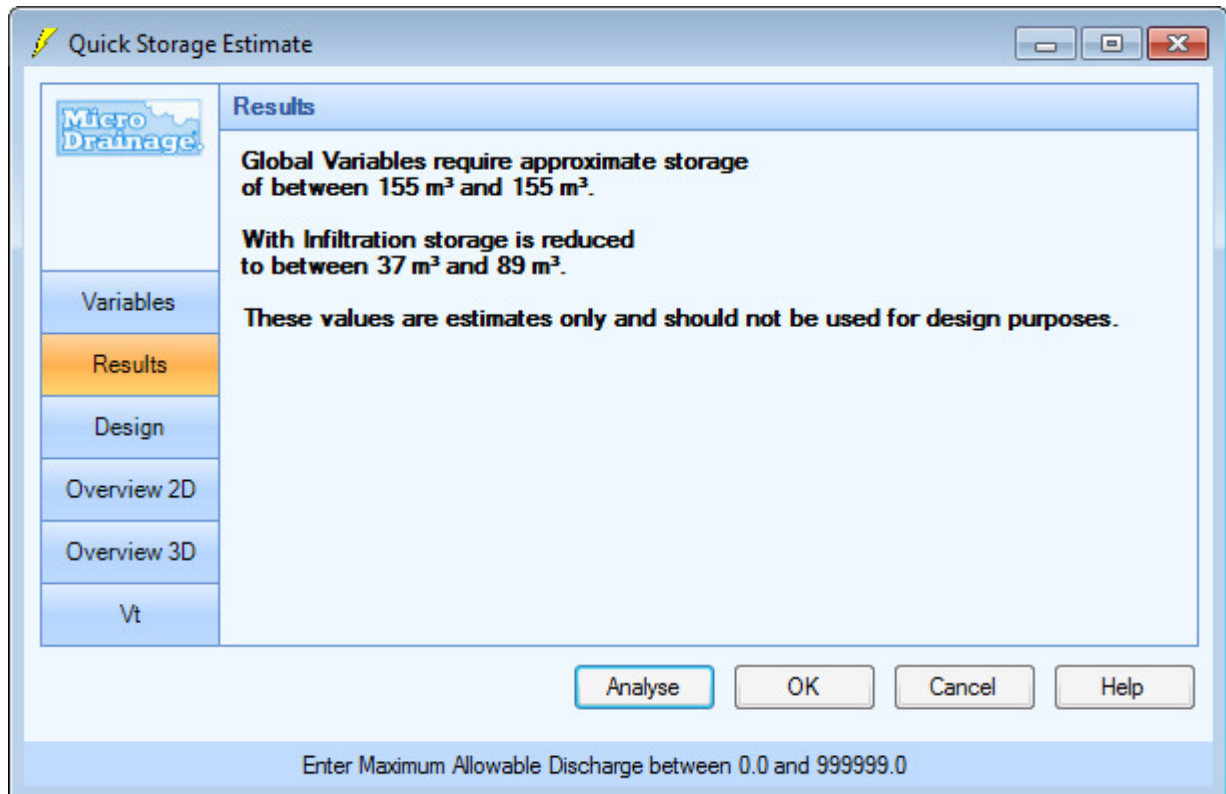 Quick Storage Estimate
Micro
Drainage
Results
Global Variables require approximate storage
of between 155 m³ and 155 m³.
With Infiltration storage is reduced
to between 37 m³ and 89 m³.
These values are estimates only and should not be used for design purposes.
Variables
Results
Design
Overview 2D
Overview 3D
Vt
Analyse
OK
Cancel
Help
Enter Maximum Allowable Discharge between 0.0 and 999999.0